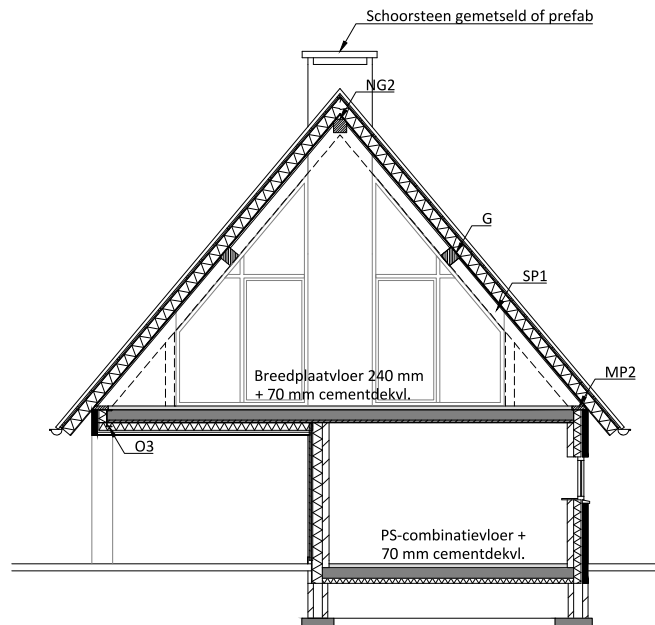 Schoorsteen gemetseld of prefab
NG2
G
SP1
MP2
Breedplaatvloer 240 mm
+ 70 mm cementdekvl.
O3
PS-combinatievloer +
70 mm cementdekvl.